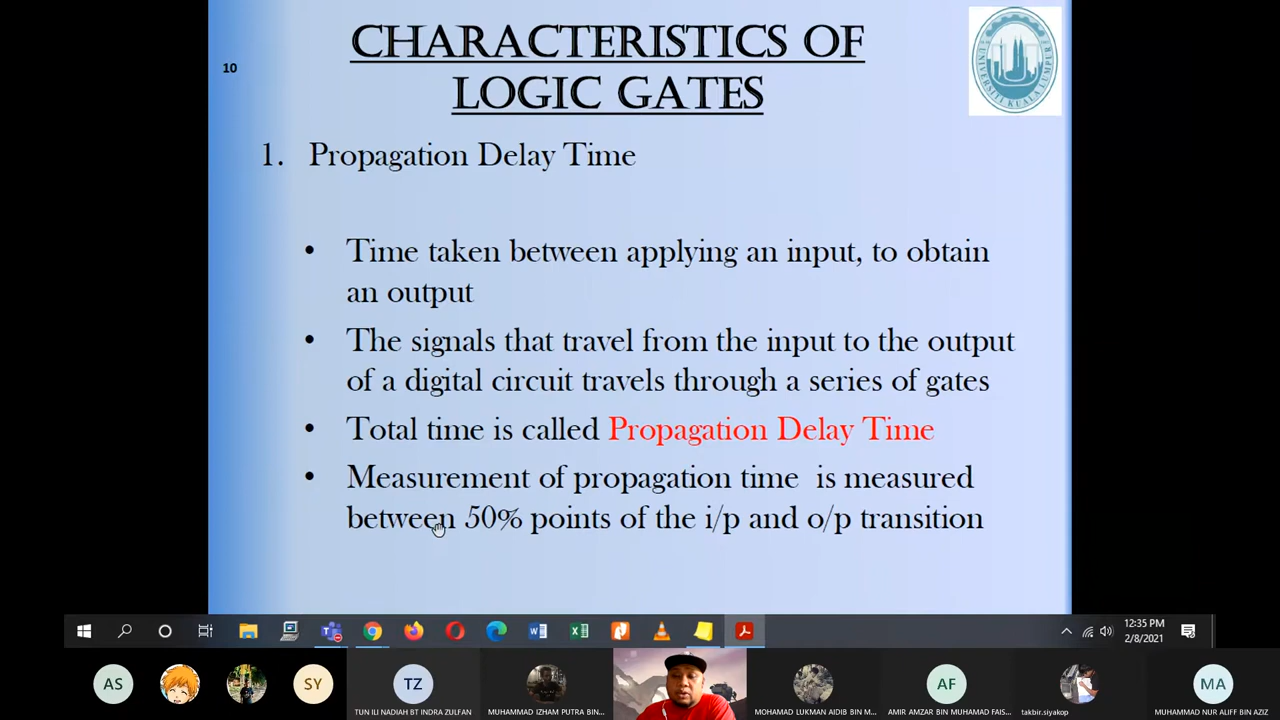 CHARACTERISTICS OF
LOGIC GATES
10
1. Propagation Delay Time
• Time taken between applying an input, to obtain
an output
• The signals that travel from the input to the output
of a digital circuit travels through a series of gates
• Total time is called Propagation Delay Time
• Measurement of propagation time is measured
between 50% points of the i/p and o/p transition
UNIVERSITI KUALA LUMPUR
12:35 PM
2/8/2021
AS
SY
TZ
AF
MA
TUN ILI NADIAH BT INDRA ZULFAN
MUHAMMAD IZHAM PUTRA BIN...
MOHAMAD LUKMAN AIDIB BIN M...
AMIR AMZAR BIN MUHAMAD FAIS...
takbir.siyakop
MUHAMMAD NUR ALIFF BIN AZIZ